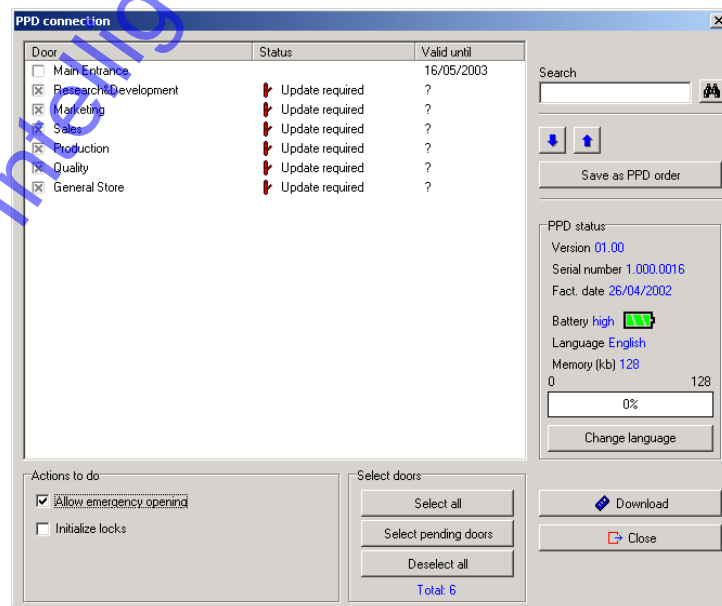 PPD connection
Door Status Valid until
Main Entrance 16/05/2003
Research&Development Update required ?
Marketing Update required ?
Sales Update required ?
Production Update required ?
Quality Update required ?
General Store Update required ?
Search
Save as PPD order
PPD status
Version 01.00
Serial number 1.000.0016
Fact. date 26/04/2002
Battery high
Language English
Memory (kb) 128
0 128
0%
Change language
Actions to do
Allow emergency opening
Initialize locks
Select doors
Select all
Select pending doors
Deselect all
Total: 6
Download
Close
intellig